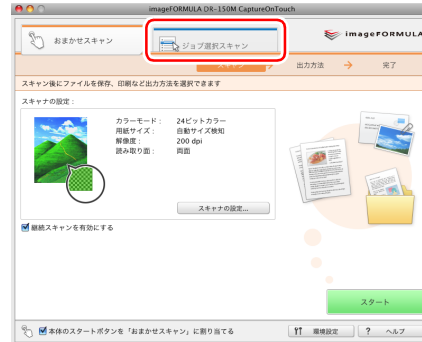 imageFORMULA DR-150M CaptureOnTouch
おまかせスキャン
ジョブ選択スキャン
imageFORMULA
スキャン
出力方法
完了
スキャン後にファイルを保存、印刷など出力方法を選択できます
スキャナの設定：
カラーモード： 24ビットカラー
用紙サイズ： 自動サイズ検知
解像度： 200 dpi
読み取り面： 両面
スキャナの設定...
継続スキャンを有効にする
スタート
本体のスタートボタンを「おまかせスキャン」に割り当てる
環境設定
? ヘルプ